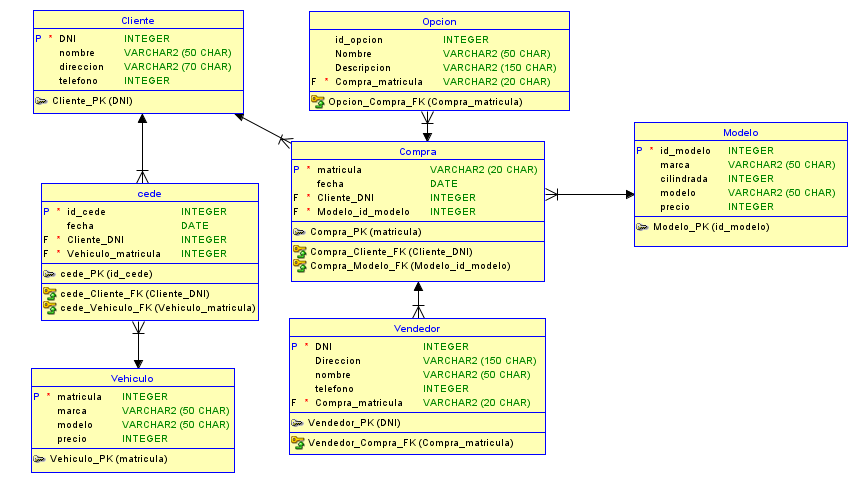 Cliente
P * DNI INTEGER
nombre VARCHAR2 (50 CHAR)
direccion VARCHAR2 (70 CHAR)
telefono INTEGER
Cliente_PK (DNI)
Opcion
id_opcion INTEGER
Nombre VARCHAR2 (50 CHAR)
Descripcion VARCHAR2 (150 CHAR)
F * Compra_matricula VARCHAR2 (20 CHAR)
Opcion_Compra_FK (Compra_matricula)
Compra
P * matricula VARCHAR2 (20 CHAR)
fecha DATE
F * Cliente_DNI INTEGER
F * Modelo_id_modelo INTEGER
Compra_PK (matricula)
Compra_Cliente_FK (Cliente_DNI)
Compra_Modelo_FK (Modelo_id_modelo)
Modelo
P * id_modelo INTEGER
marca VARCHAR2 (50 CHAR)
cilindrada INTEGER
modelo VARCHAR2 (50 CHAR)
precio INTEGER
Modelo_PK (id_modelo)
cede
P * id_cede INTEGER
fecha DATE
F * Cliente_DNI INTEGER
F * Vehiculo_matricula INTEGER
cede_PK (id_cede)
cede_Cliente_FK (Cliente_DNI)
cede_Vehiculo_FK (Vehiculo_matricula)
Vendedor
P * DNI INTEGER
Direccion VARCHAR2 (150 CHAR)
nombre VARCHAR2 (50 CHAR)
telefono INTEGER
F * Compra_matricula VARCHAR2 (20 CHAR)
Vendedor_PK (DNI)
Vendedor_Compra_FK (Compra_matricula)
Vehiculo
P * matricula INTEGER
marca VARCHAR2 (50 CHAR)
modelo VARCHAR2 (50 CHAR)
precio INTEGER
Vehiculo_PK (matricula)